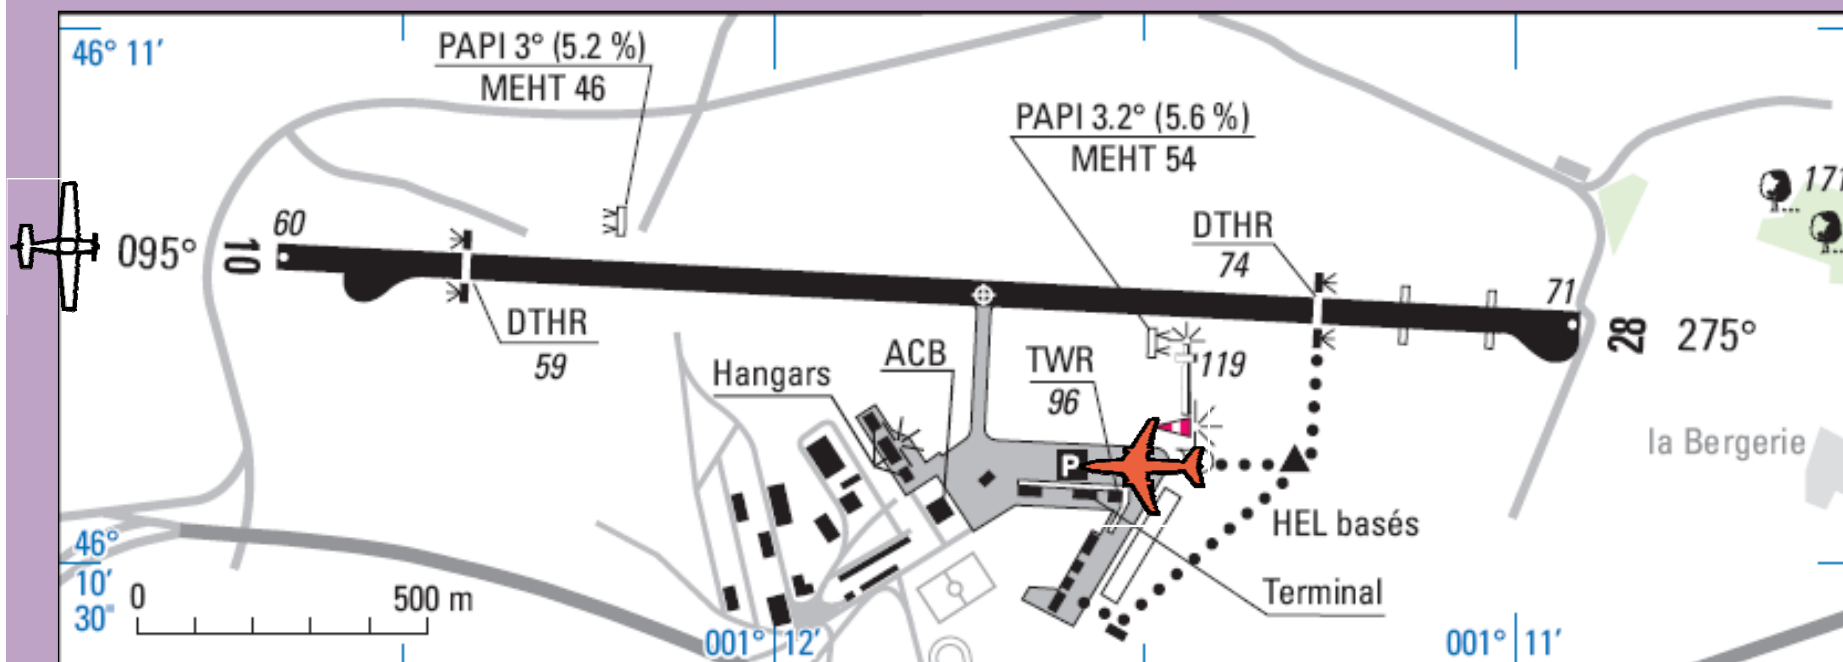 46° 11′
PAPI 3° (5.2 %)
MEHT 46
PAPI 3.2° (5.6 %)
MEHT 54
171
60
DTHR
74
095°
10
71
28
275°
DTHR
59
Hangars
ACB
TWR
96
119
P
la Bergerie
HEL basés
46°
10′
30"
0
500 m
Terminal
001° 12′
001° 11′